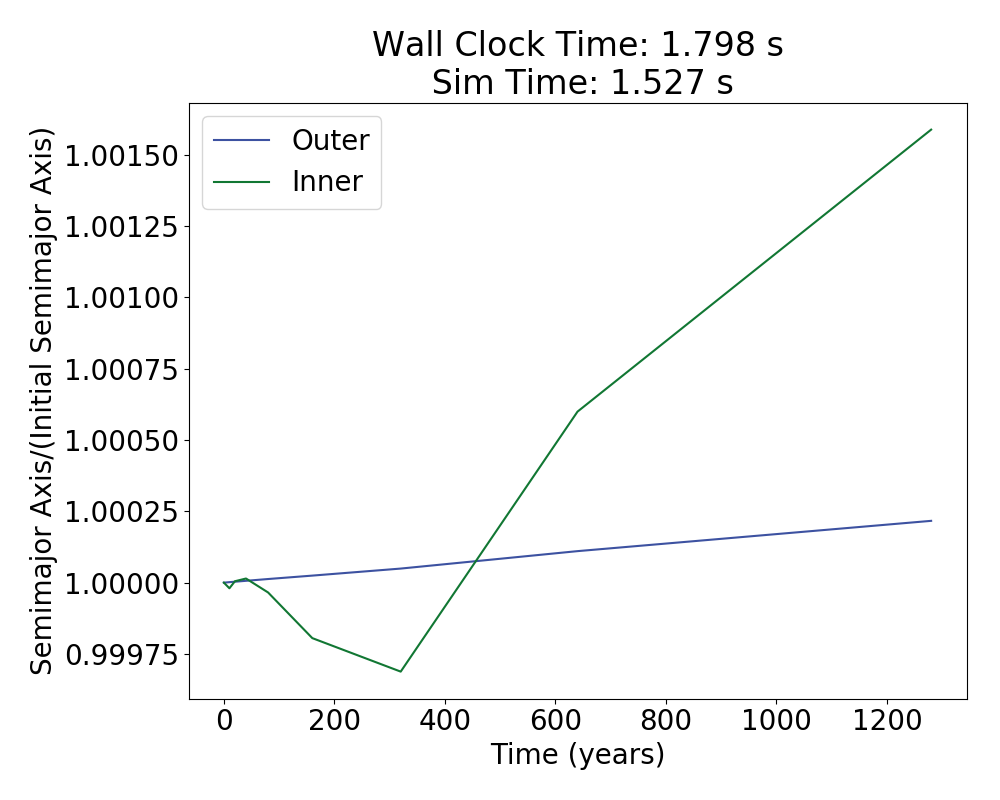 Wall Clock Time: 1.798 s
Sim Time: 1.527 s
Semimajor Axis/(Initial Semimajor Axis)
1.00150
1.00125
1.00100
1.00075
1.00050
1.00025
1.00000
0.99975
Outer
Inner
0 200 400 600 800 1000 1200
Time (years)